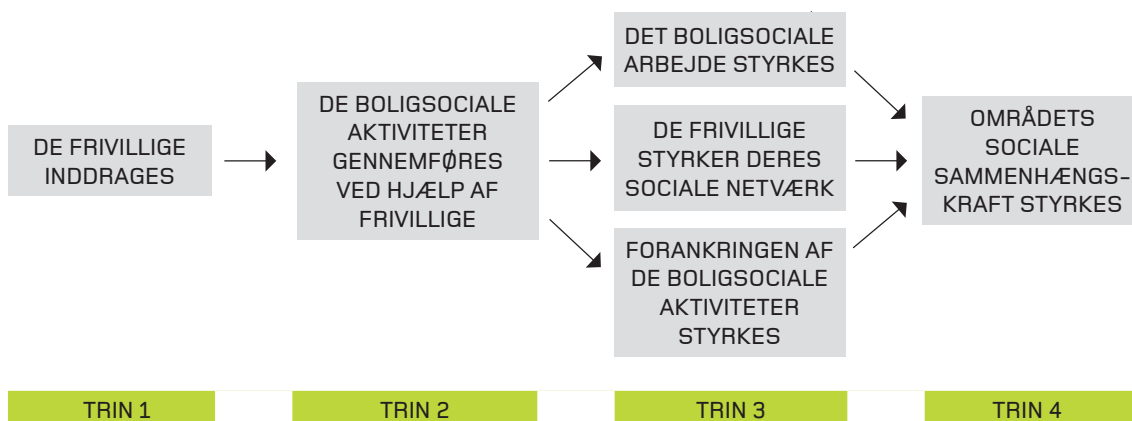 DE FRIVILLIGE
INDDRAGES
DE BOLIGSOCIALE
AKTIVITETER
GENNEMFØRES
VED HJÆLP AF
FRIVILLIGE
DET BOLIGSOCIALE
ARBEJDE STYRKES
DE FRIVILLIGE
STYRKER DERES
SOCIALE NETVÆRK
FORANKRINGEN AF
DE BOLIGSOCIALE
AKTIVITETER
STYRKES
OMRÅDETS
SOCIALE
SAMMENHÆNGS-
KRAFT STYRKES
TRIN 1
TRIN 2
TRIN 3
TRIN 4